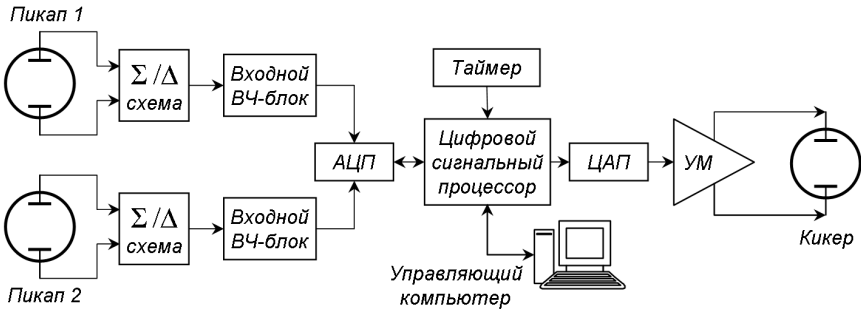 Пикап 1
Σ/Δ
схема
Входной
ВЧ-блок
Таймер
АЦП
Цифровой
сигнальный
процессор
ЦАП
УМ
Кикер
Σ/Δ
схема
Входной
ВЧ-блок
Пикап 2
Управляющий
компьютер